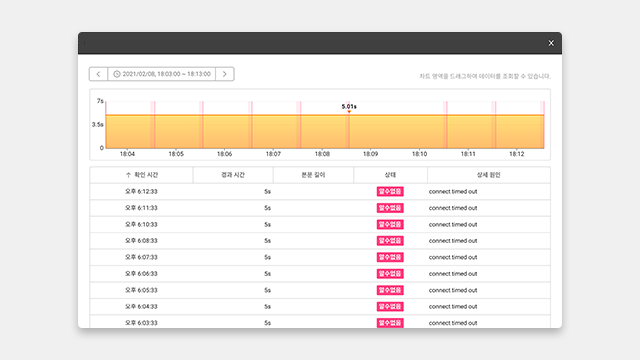 X
< 2021/02/08, 18:03:00 ~ 18:13:00 >
차트 영역을 드래그하여 데이터를 조회할 수 있습니다.
7s
5.01s
3.5s
0
18:04 18:05 18:06 18:07 18:08 18:09 18:10 18:11 18:12
↑ 확인 시간 경과 시간 본문 길이 상태 상세 원인
오후 6:12:33 5s 알수없음 connect timed out
오후 6:11:33 5s 알수없음 connect timed out
오후 6:10:33 5s 알수없음 connect timed out
오후 6:08:33 5s 알수없음 connect timed out
오후 6:07:33 5s 알수없음 connect timed out
오후 6:06:33 5s 알수없음 connect timed out
오후 6:05:33 5s 알수없음 connect timed out
오후 6:04:33 5s 알수없음 connect timed out
오후 6:03:33 5s 알수없음 connect timed out